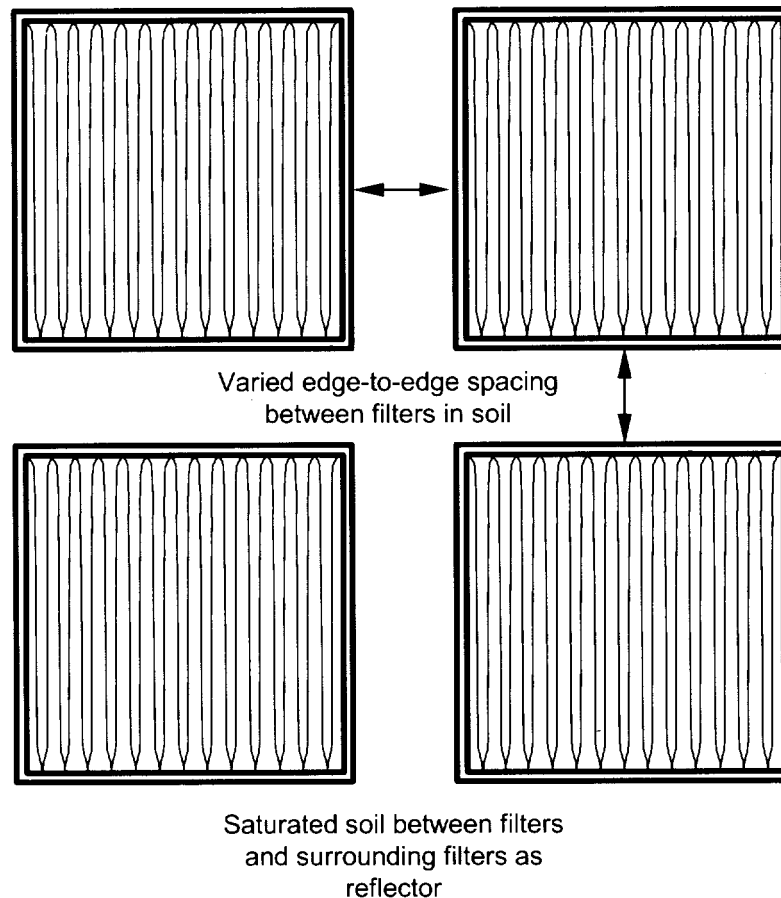 Varied edge-to-edge spacing
between filters in soil
Saturated soil between filters
and surrounding filters as
reflector